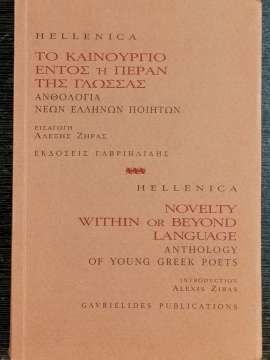 HELLENICA
ΤΟ ΚΑΙΝΟΥΡΓΙΟ
ΕΝΤΟΣ Ή ΠΕΡΑΝ
ΤΗΣ ΓΛΩΣΣΑΣ
ΑΝΘΟΛΟΓΙΑ
ΝΕΩΝ ΕΛΛΗΝΩΝ ΠΟΙΗΤΩΝ
ΕΙΣΑΓΩΓΗ
ΑΛΕΞΗΣ ΖΗΡΑΣ
ΕΚΔΟΣΕΙΣ ΓΑΒΡΙΗΛΙΔΗΣ
HELLENICA
NOVELTY
WITHIN OR BEYOND
LANGUAGE
ANTHOLOGY
OF YOUNG GREEK POETS
INTRODUCTION
ALEXIS ZIRAS
GAVRIELIDES PUBLICATIONS